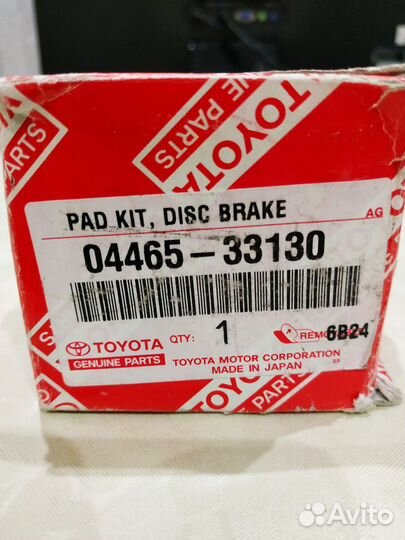 TOYOTA
E PARTS
TOYOTA
PARTS
PAD KIT, DISC BRAKE
AG
04465-33130
TOYOTA
GENUINE PARTS
QTY: 1
6B24
TOYOTA MOTOR CORPORATION
MADE IN JAPAN
Avito